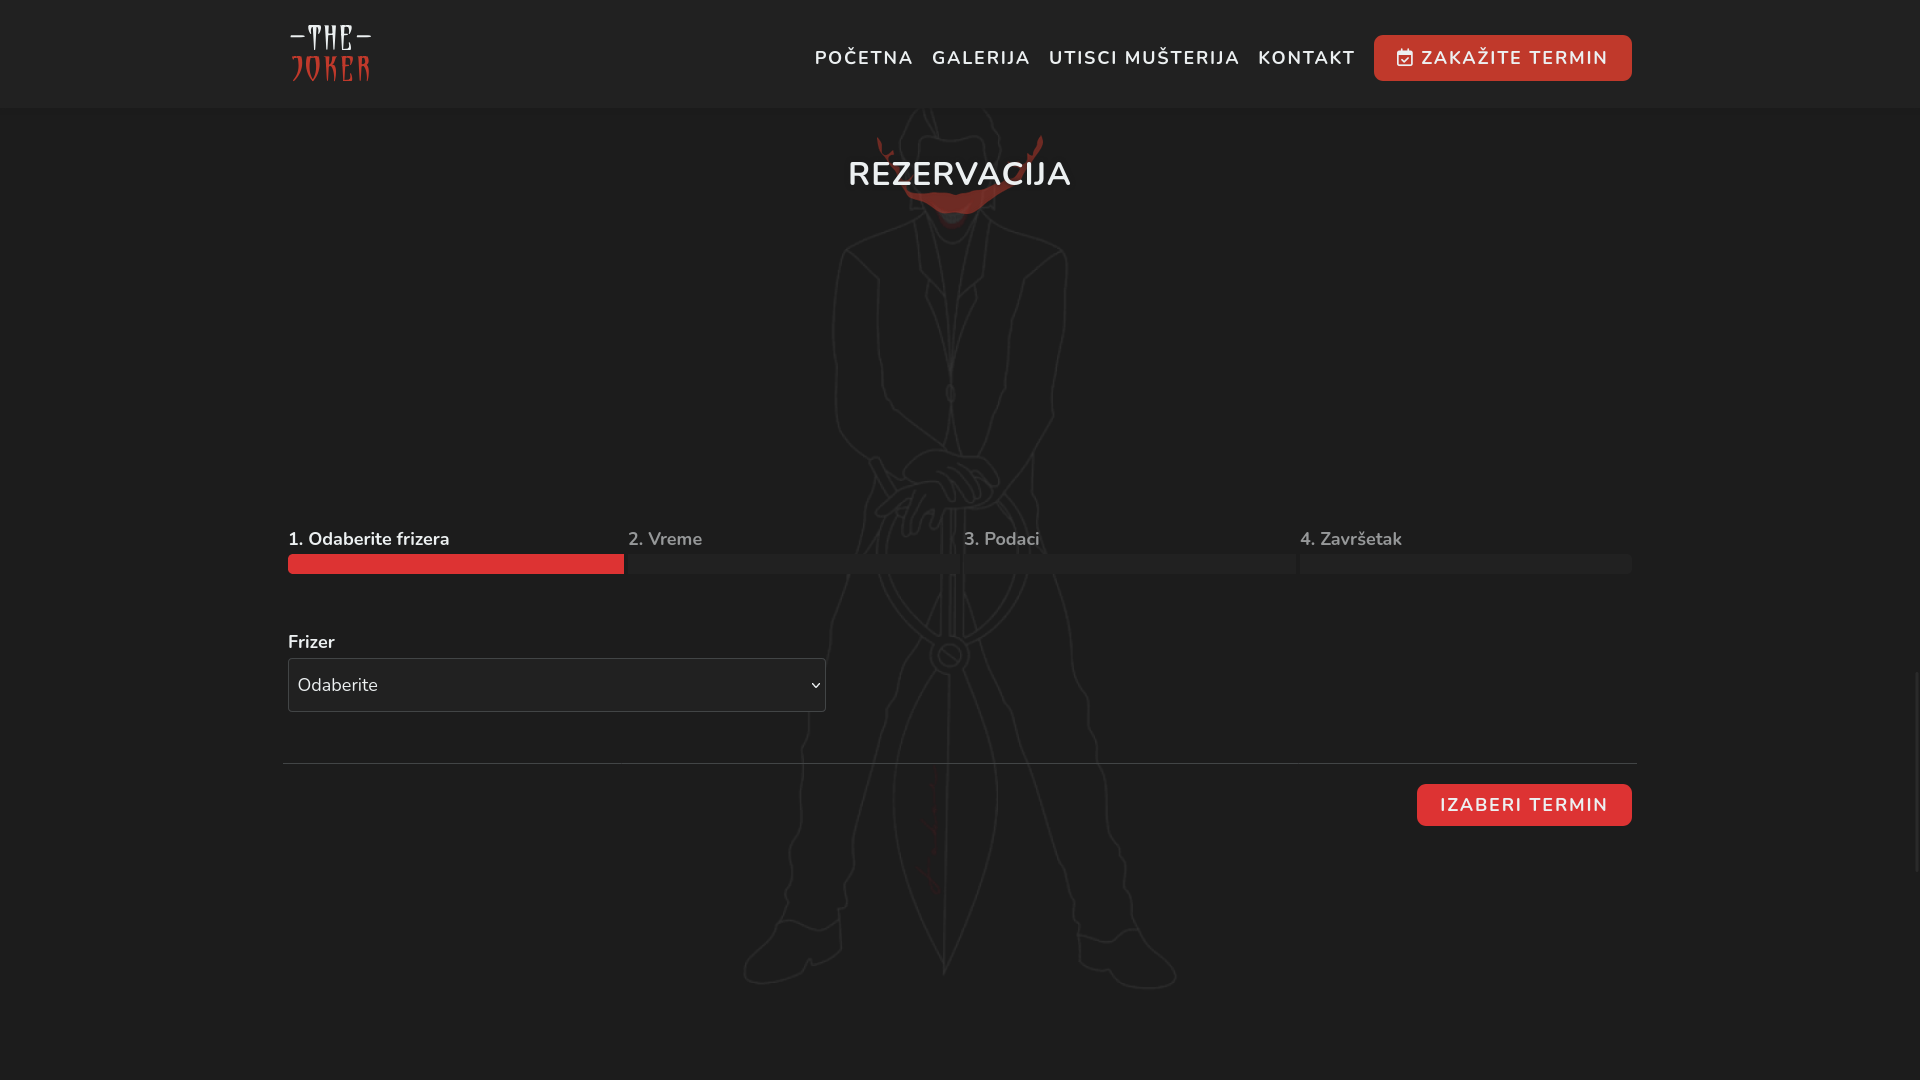 THE
JOKER
POČETNA
GALERIJA
UTISCI MUŠTERIJA
KONTAKT
ZAKAŽITE TERMIN
REZERVACIJA
1. Odaberite frizera
2. Vreme
3. Podaci
4. Završetak
Frizer
Odaberite
IZABERI TERMIN